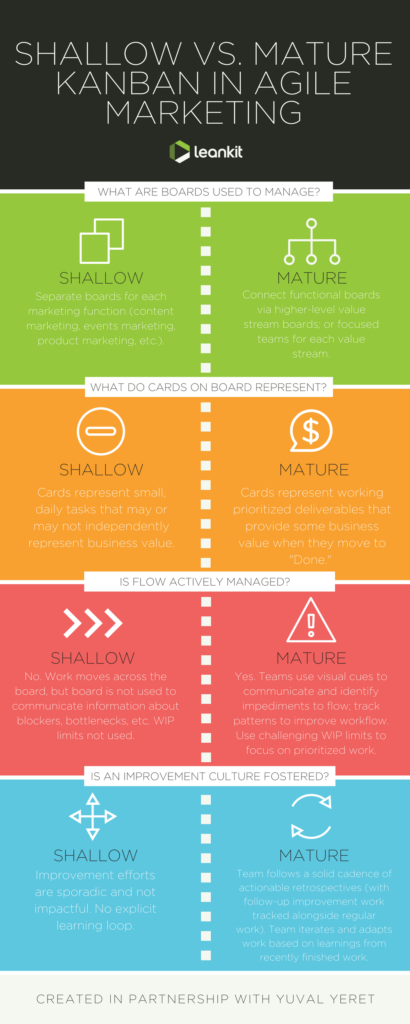 SHALLOW VS. MATURE
KANBAN IN AGILE
MARKETING
leankit
WHAT ARE BOARDS USED TO MANAGE?
SHALLOW
Separate boards for each
marketing function (content
marketing, events marketing,
product marketing, etc.).
MATURE
Connect functional boards
via higher-level value
stream boards; or focused
teams for each value
stream.
WHAT DO CARDS ON BOARD REPRESENT?
SHALLOW
Cards represent small,
daily tasks that may or
may not independently
represent business value.
$
MATURE
Cards represent working
prioritized deliverables that
provide some business
value when they move to
"Done."
IS FLOW ACTIVELY MANAGED?
SHALLOW
No. Work moves across the
board, but board is not used to
communicate information about
blockers, bottlenecks, etc. WIP
limits not used.
!
MATURE
Yes. Teams use visual cues to
communicate and identify
impediments to flow; track
patterns to improve workflow.
Use challenging WIP limits to
focus on prioritized work.
IS AN IMPROVEMENT CULTURE FOSTERED?
SHALLOW
Improvement efforts
are sporadic and not
impactful. No explicit
learning loop.
MATURE
Team follows a solid cadence of
actionable retrospectives (with
follow-up improvement work
tracked alongside regular
work). Team iterates and adapts
work based on learnings from
recently finished work.
CREATED IN PARTNERSHIP WITH YUVAL YERET